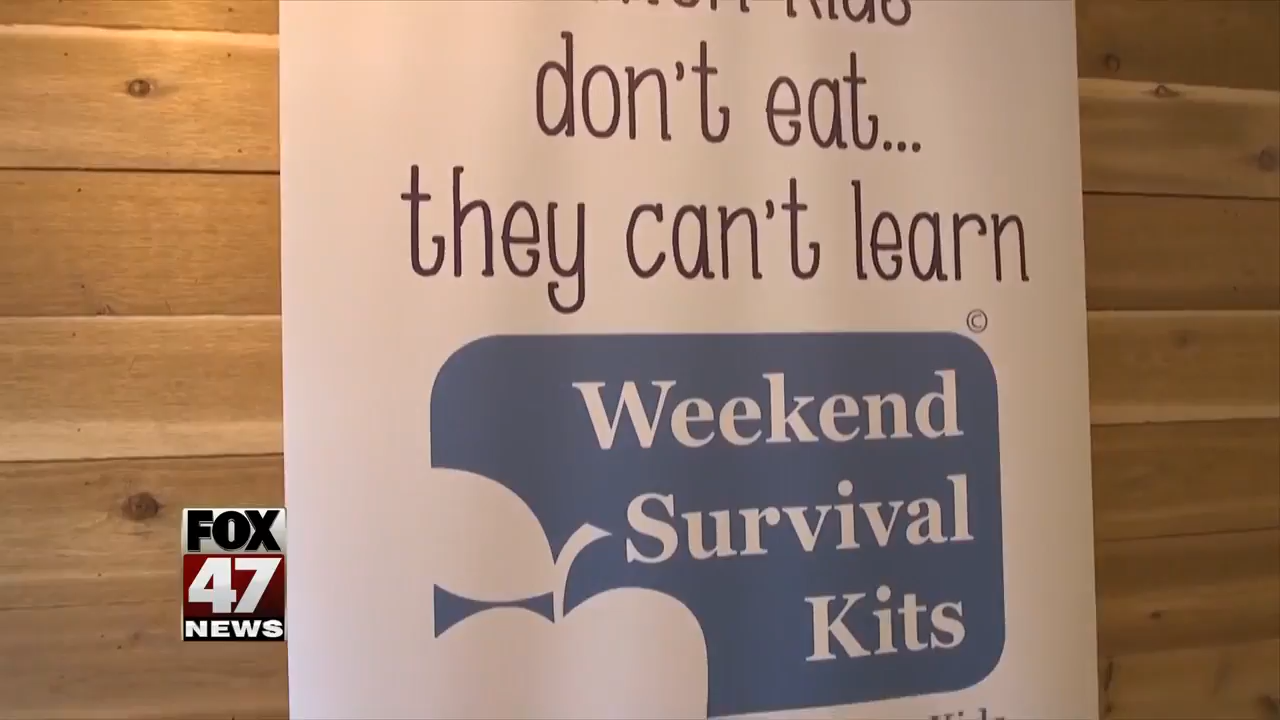 don't eat...
they can't learn
©
Weekend
Survival
Kits
FOX
47
NEWS